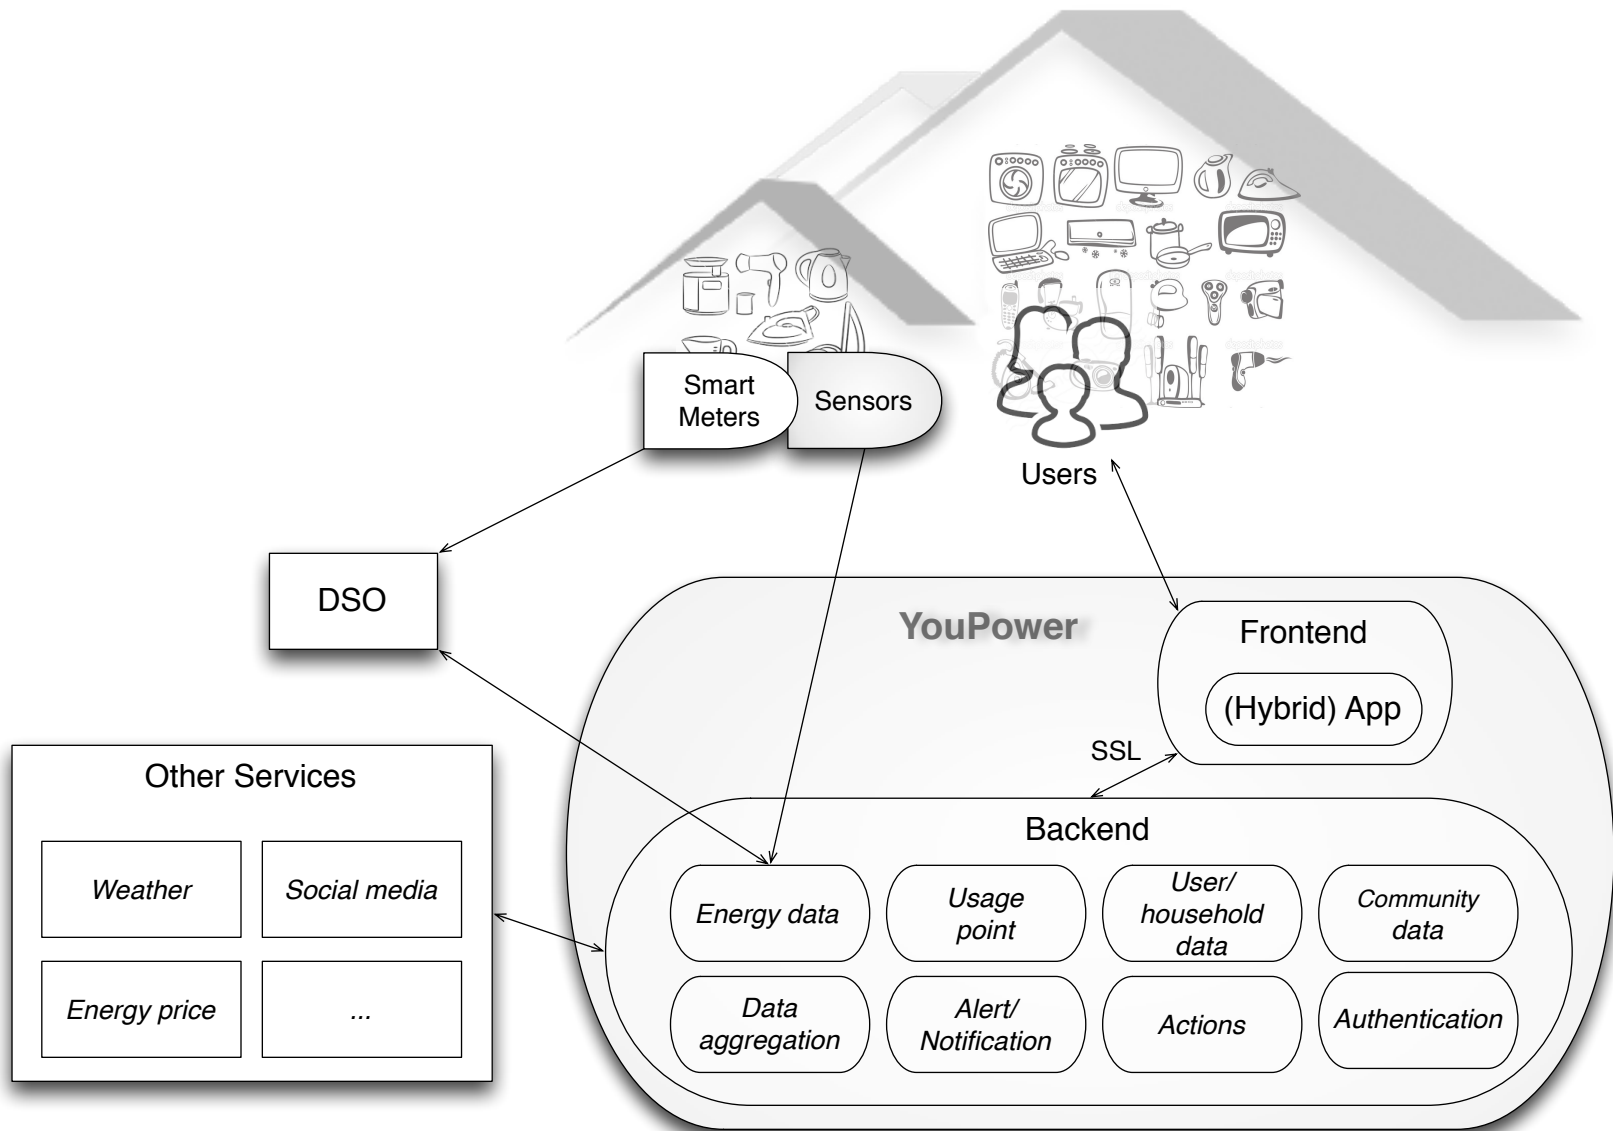 Smart
Meters
Sensors
Users
DSO
YouPower
Frontend
(Hybrid) App
SSL
Other Services
Weather
Social media
Energy price
...
Backend
Energy data
Usage
point
User/
household
data
Community
data
Data
aggregation
Alert/
Notification
Actions
Authentication